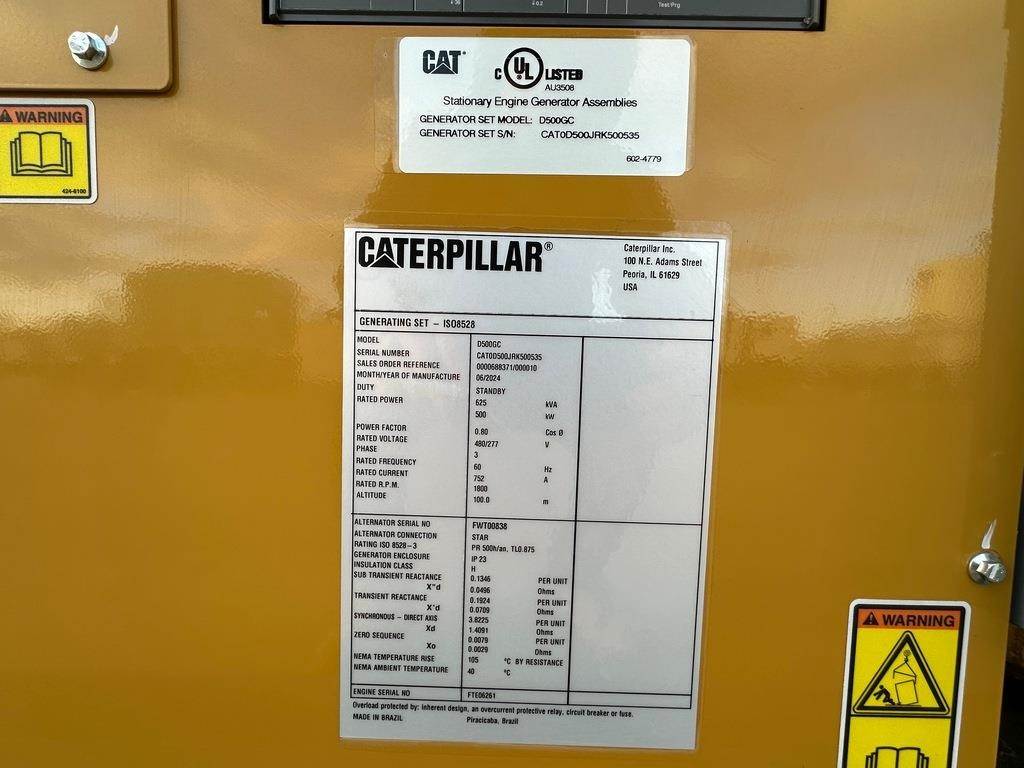 Test/Prg
CAT®
C UL LISTED
AU3508
Stationary Engine Generator Assemblies
GENERATOR SET MODEL: D500GC
GENERATOR SET S/N: CAT0D500JRK500535
602-4779
WARNING
424-6100
CATERPILLAR®
Caterpillar Inc.
100 N.E. Adams Street
Peoria, IL 61629
USA
GENERATING SET - ISO8528
MODEL D500GC
SERIAL NUMBER CAT0D500JRK500535
SALES ORDER REFERENCE 0000688371/000010
MONTH/YEAR OF MANUFACTURE 06/2024
DUTY STANDBY
RATED POWER 625 kVA
500 kW
POWER FACTOR 0.80 Cos Ø
RATED VOLTAGE 480/277 V
PHASE 3
RATED FREQUENCY 60 Hz
RATED CURRENT 752 A
RATED R.P.M. 1800
ALTITUDE 100.0 m
ALTERNATOR SERIAL NO FWT00838
ALTERNATOR CONNECTION STAR
RATING ISO 8528-3 PR 500h/an, TL0.875
GENERATOR ENCLOSURE IP 23
INSULATION CLASS H
SUB TRANSIENT REACTANCE 0.1346 PER UNIT
X"d 0.0496 Ohms
TRANSIENT REACTANCE 0.1924 PER UNIT
X'd 0.0709 Ohms
SYNCHRONOUS - DIRECT AXIS 3.8225 PER UNIT
Xd 1.4091 Ohms
ZERO SEQUENCE 0.0079 PER UNIT
Xo 0.0029 Ohms
NEMA TEMPERATURE RISE 105 °C BY RESISTANCE
NEMA AMBIENT TEMPERATURE 40 °C
ENGINE SERIAL NO FTE06261
Overload protected by: inherent design, an overcurrent protective relay, circuit breaker or fuse.
MADE IN BRAZIL Piracicaba, Brazil
WARNING